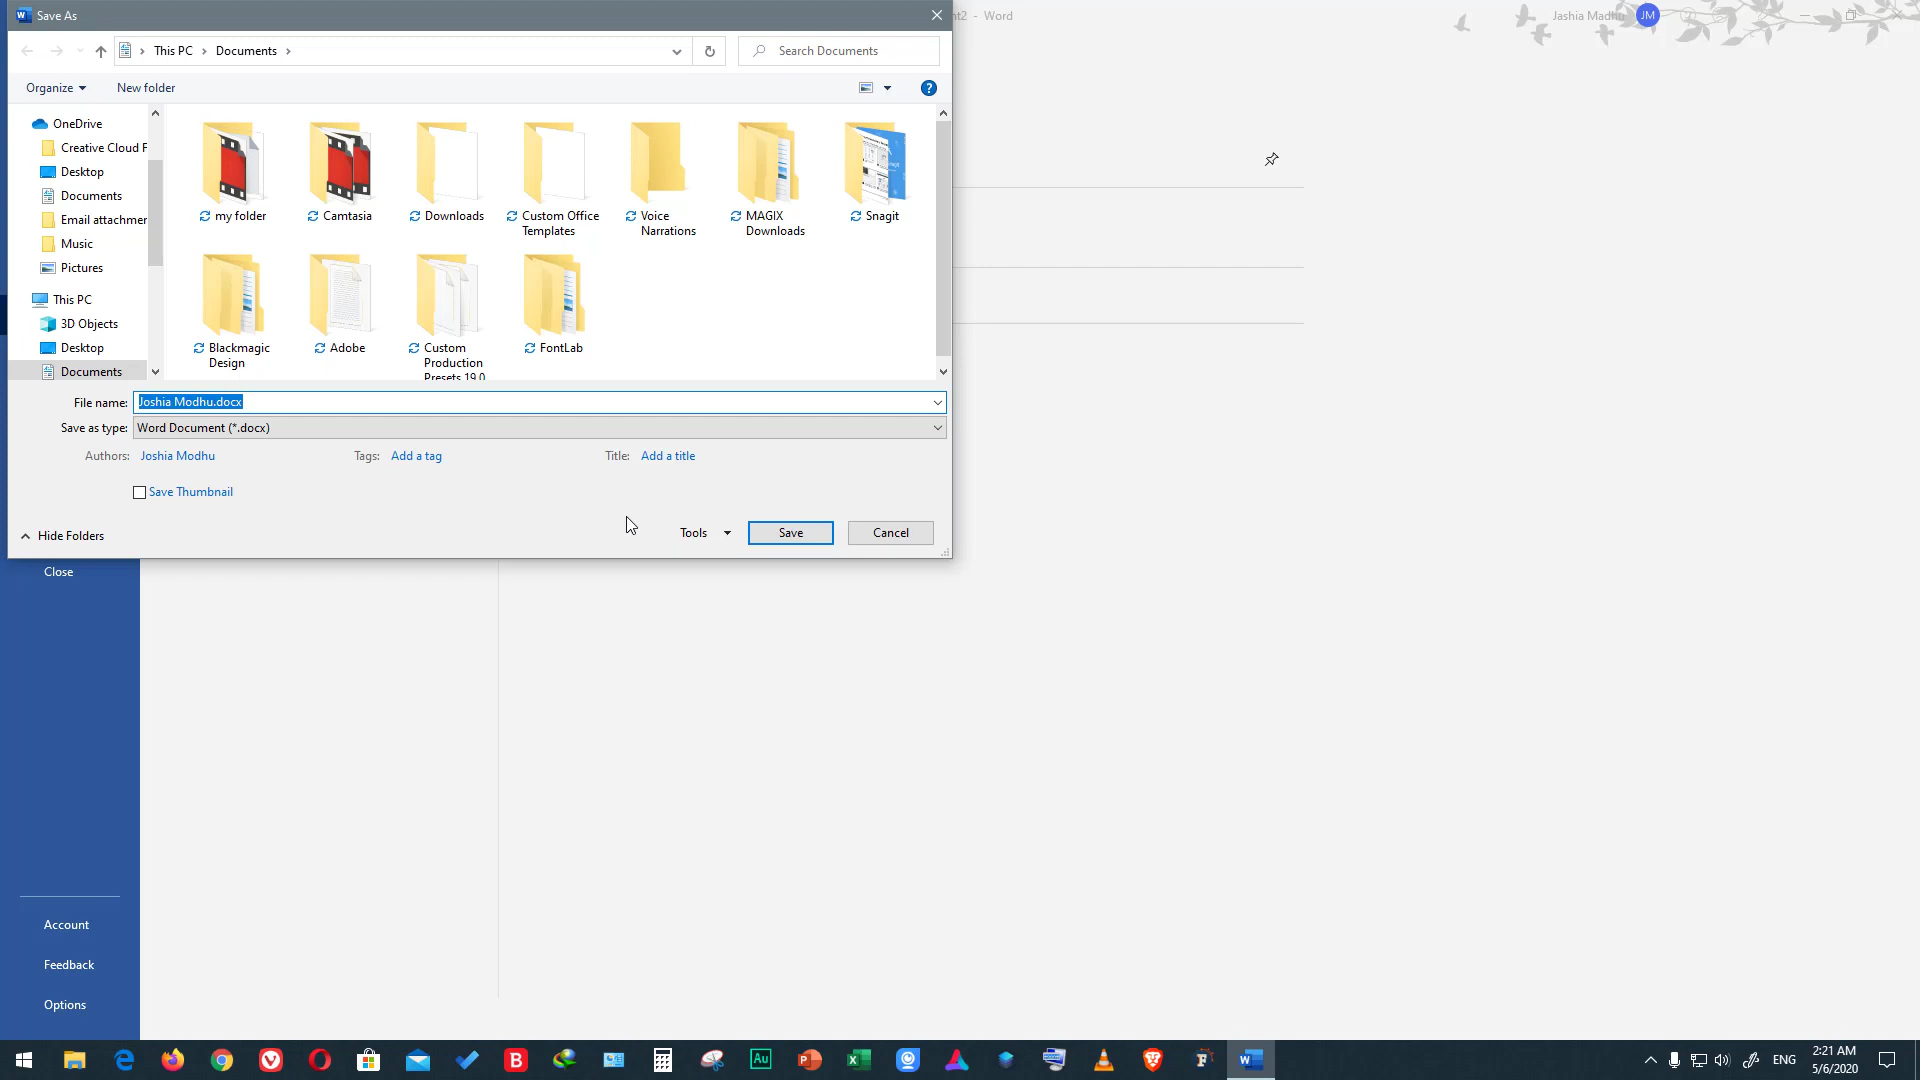 Save As
nt2 - Word
Jashia Madhu
JM
This PC
Documents
Search Documents
Organize
New folder
?
OneDrive
Creative Cloud F
Desktop
Documents
Email attachmer
Music
Pictures
This PC
3D Objects
Desktop
Documents
my folder
Camtasia
Downloads
Custom Office
Templates
Voice
Narrations
MAGIX
Downloads
Snagit
Blackmagic
Design
Adobe
Custom
Production
Presets 19.0
FontLab
File name:
Joshia Modhu.docx
Save as type:
Word Document (*.docx)
Authors:
Joshia Modhu
Tags:
Add a tag
Title:
Add a title
Save Thumbnail
Hide Folders
Tools
Save
Cancel
Close
Account
Feedback
Options
B
Au
ENG
2:21 AM
5/6/2020